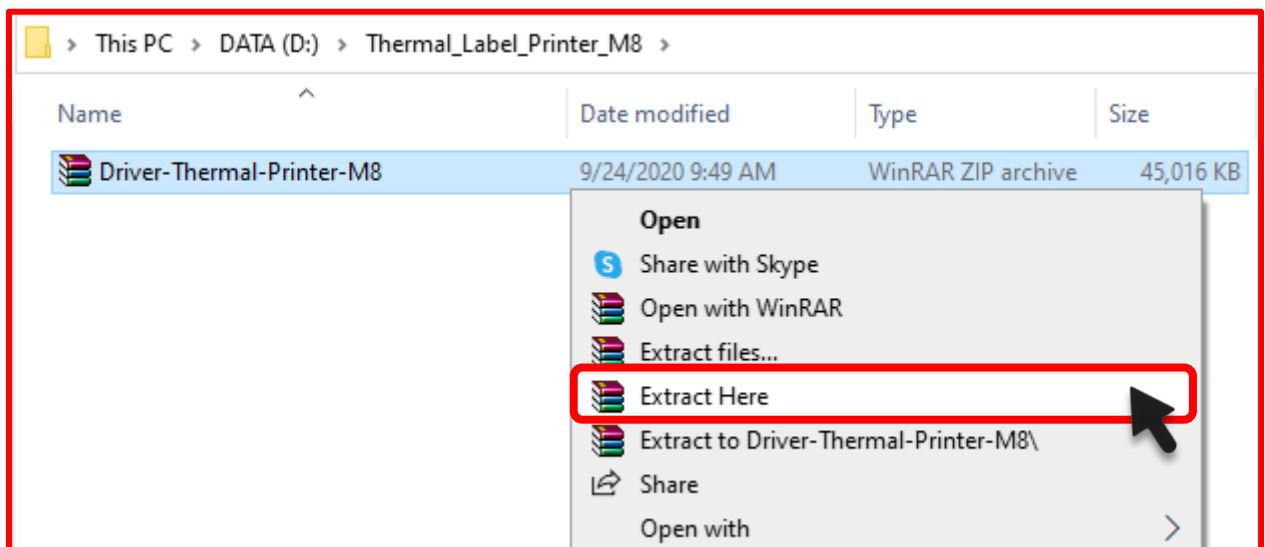 This PC > DATA (D:) > Thermal_Label_Printer_M8 >
Name Date modified Type Size
Driver-Thermal-Printer-M8 9/24/2020 9:49 AM WinRAR ZIP archive 45,016 KB
Open
Share with Skype
Open with WinRAR
Extract files...
Extract Here
Extract to Driver-Thermal-Printer-M8\
Share
Open with